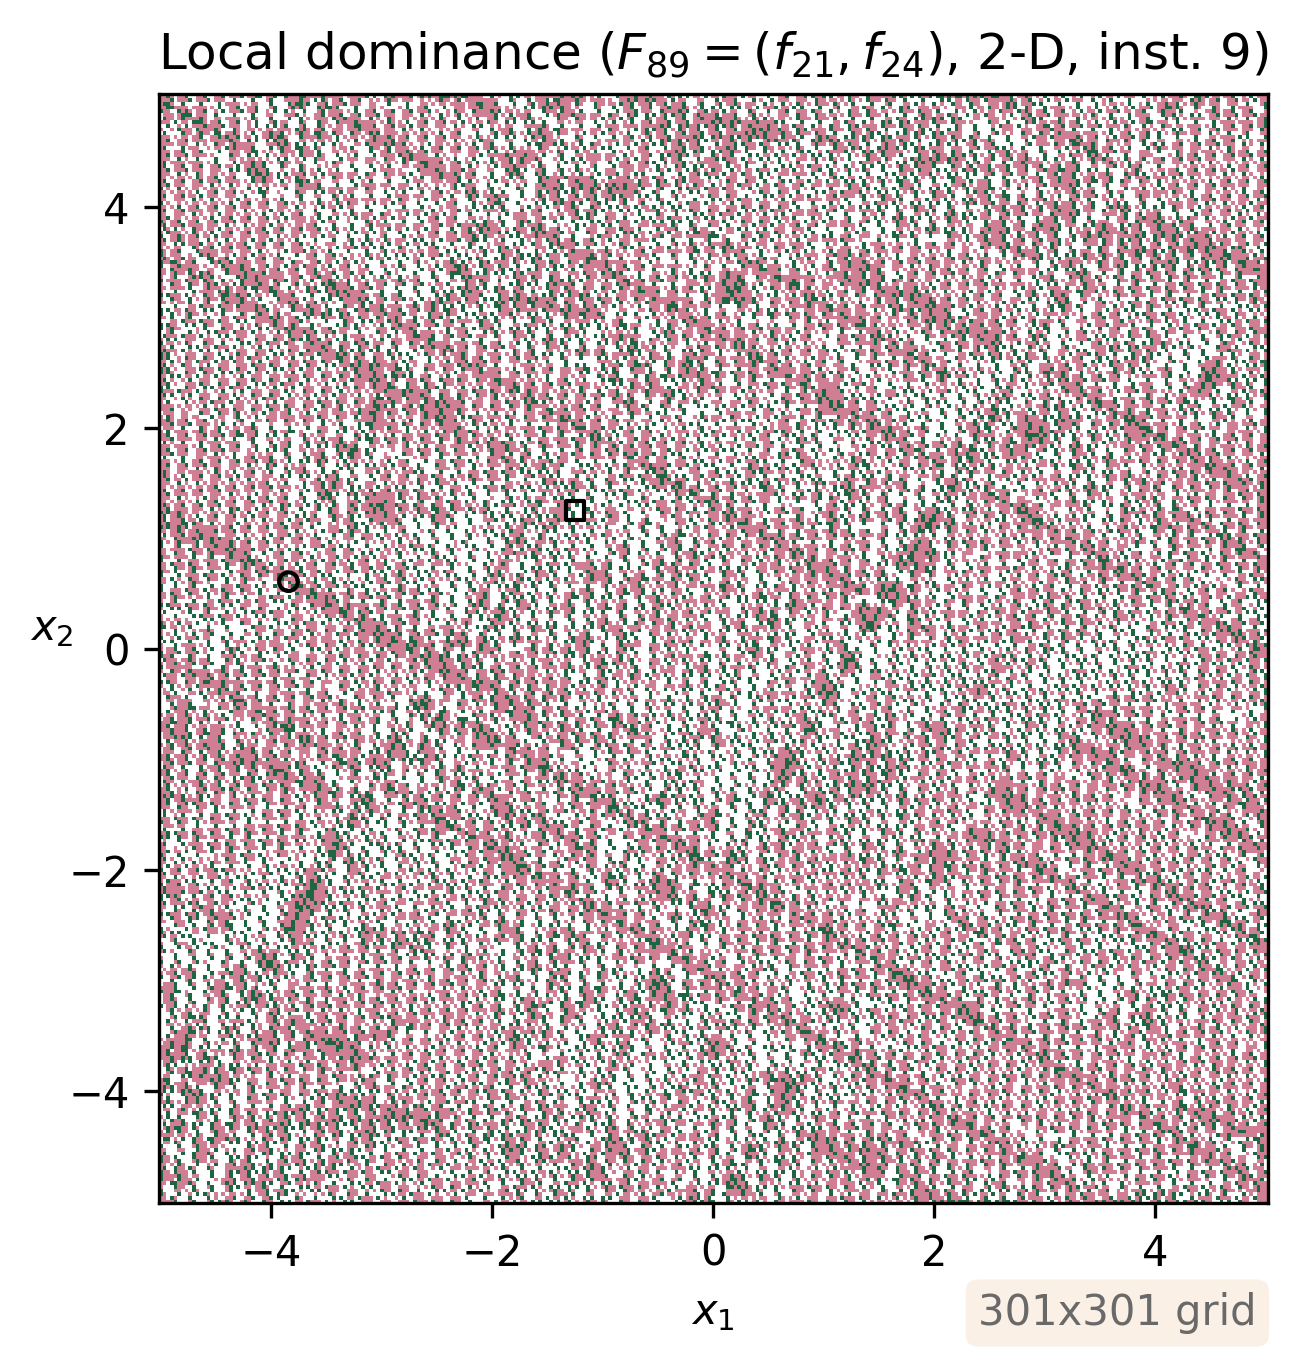 Local dominance (F₈₉ = (f₂₁, f₂₄), 2-D, inst. 9)
4
2
x₂
0
−2
−4
−4 −2 0 2 4
x₁
301x301 grid